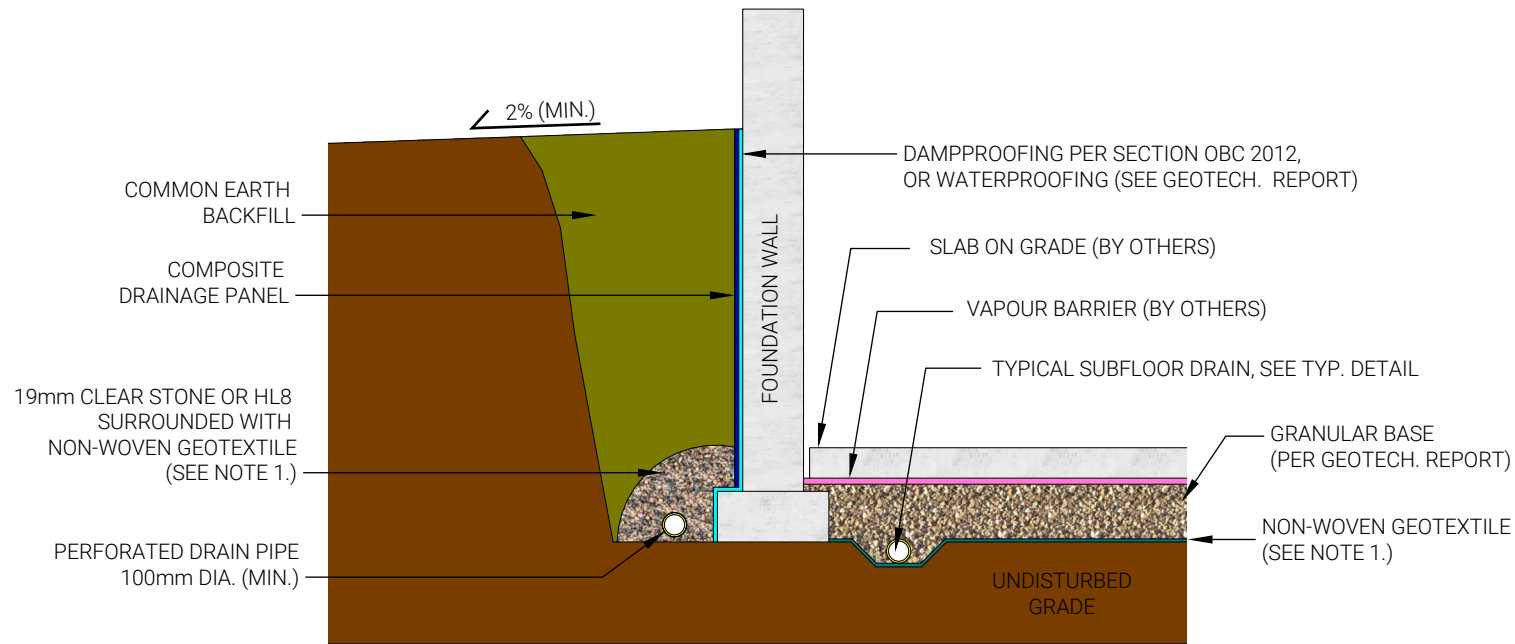 2% (MIN.)
COMMON EARTH
BACKFILL
COMPOSITE
DRAINAGE PANEL
19mm CLEAR STONE OR HL8
SURROUNDED WITH
NON-WOVEN GEOTEXTILE
(SEE NOTE 1.)
PERFORATED DRAIN PIPE
100mm DIA. (MIN.)
FOUNDATION WALL
DAMPPROOFING PER SECTION OBC 2012,
OR WATERPROOFING (SEE GEOTECH. REPORT)
SLAB ON GRADE (BY OTHERS)
VAPOUR BARRIER (BY OTHERS)
TYPICAL SUBFLOOR DRAIN, SEE TYP. DETAIL
GRANULAR BASE
(PER GEOTECH. REPORT)
NON-WOVEN GEOTEXTILE
(SEE NOTE 1.)
UNDISTURBED
GRADE